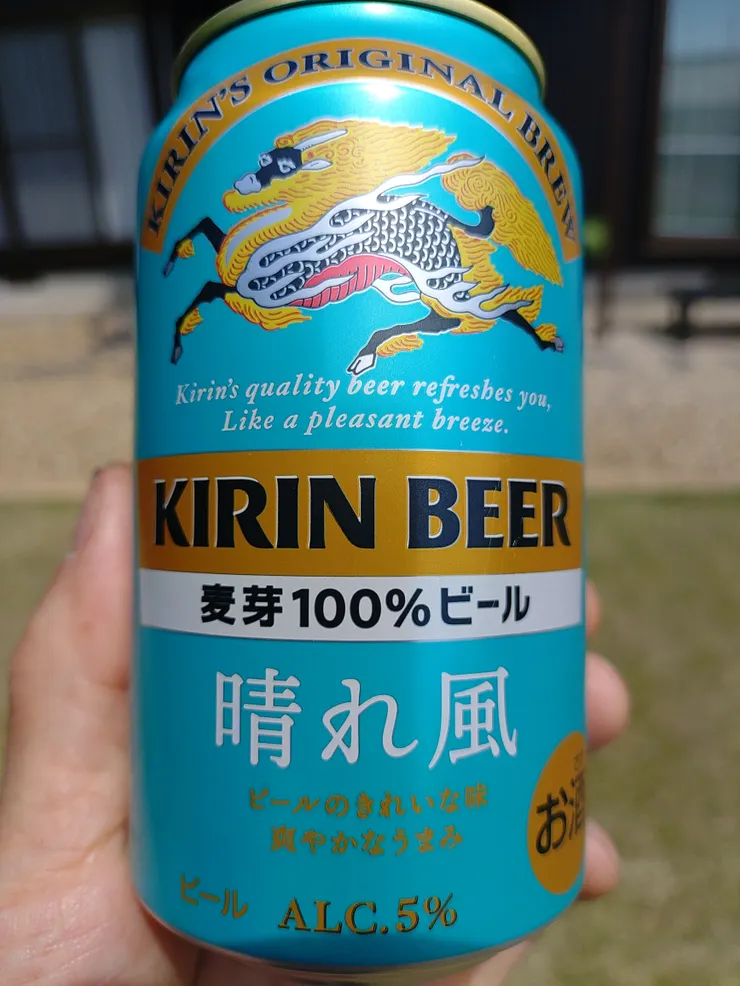 KIRIN'S ORIGINAL BREW
Kirin's quality beer refreshes you,
Like a pleasant breeze.
KIRIN BEER
麦芽100%ビール
晴れ風
ビールのきれいな味
爽やかなうまみ
お酒
ビール ALC.5%